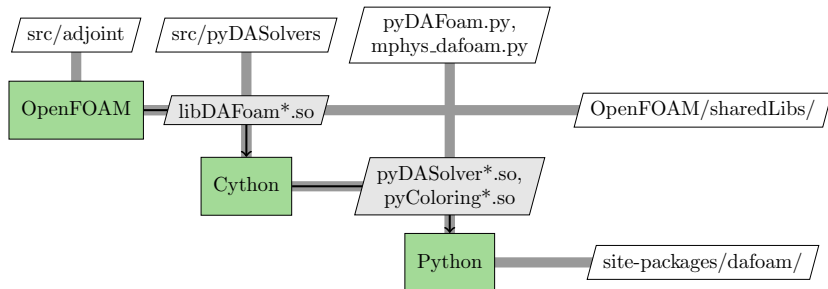 src/adjoint
src/pyDASolvers
pyDAFoam.py,
mphys_dafoam.py
OpenFOAM
libDAFoam*.so
OpenFOAM/sharedLibs/
Cython
pyDASolver*.so,
pyColoring*.so
Python
site-packages/dafoam/